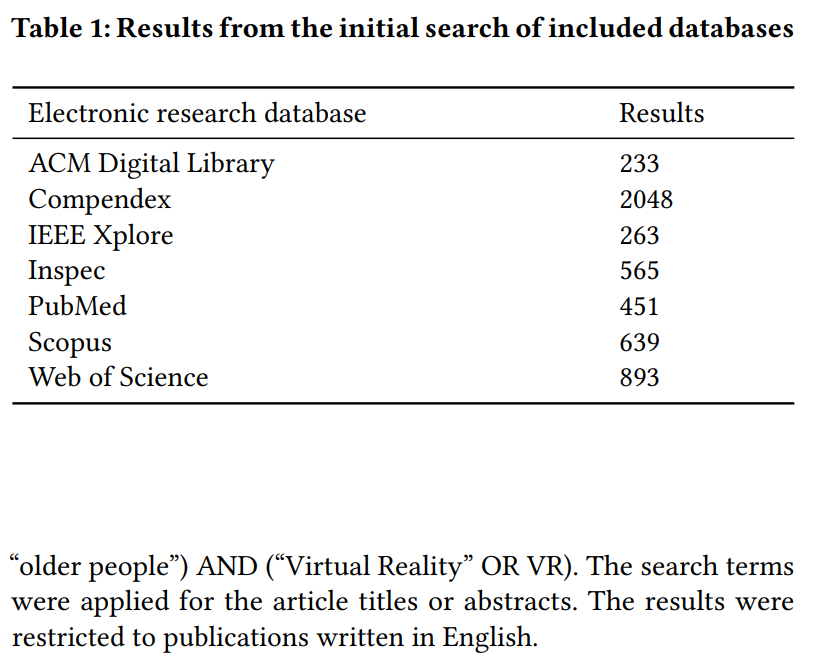 Table 1: Results from the initial search of included databases
Electronic research database Results
ACM Digital Library 233
Compendex 2048
IEEE Xplore 263
Inspec 565
PubMed 451
Scopus 639
Web of Science 893
“older people”) AND (“Virtual Reality” OR VR). The search terms
were applied for the article titles or abstracts. The results were
restricted to publications written in English.